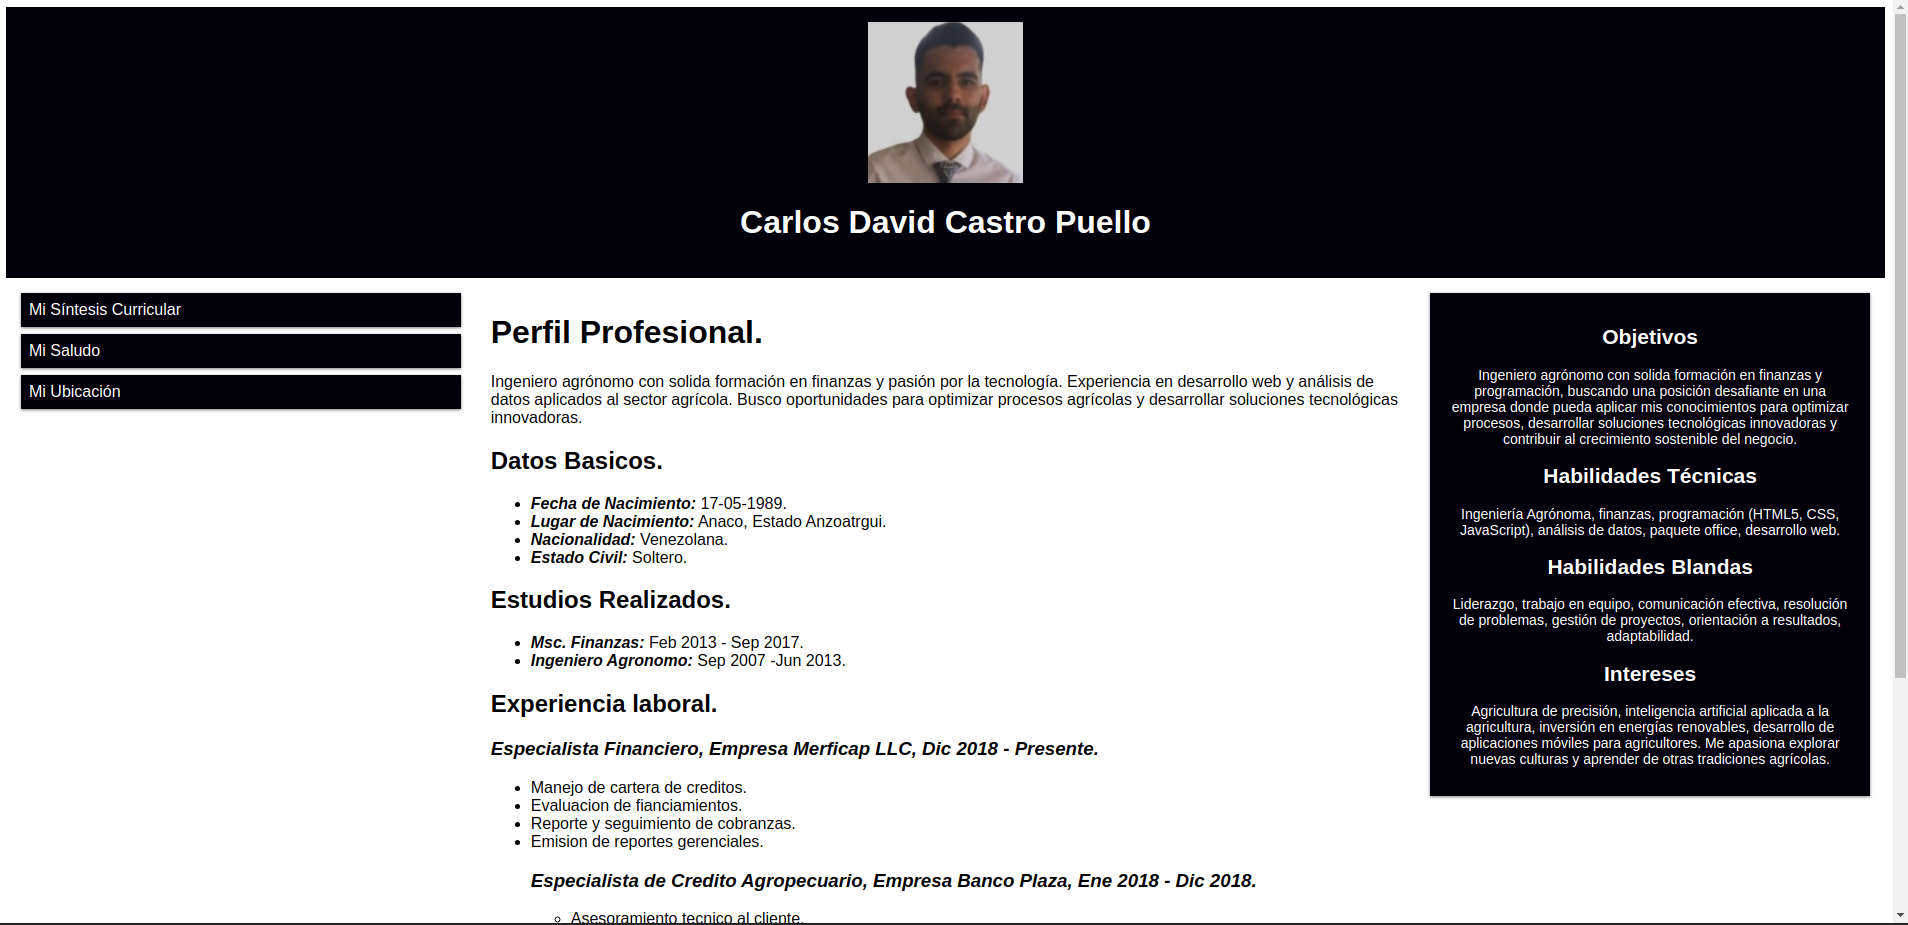 Carlos David Castro Puello
Mi Síntesis Curricular
Mi Saludo
Mi Ubicación
Perfil Profesional.
Ingeniero agrónomo con solida formación en finanzas y pasión por la tecnología. Experiencia en desarrollo web y análisis de
datos aplicados al sector agrícola. Busco oportunidades para optimizar procesos agrícolas y desarrollar soluciones tecnológicas
innovadoras.
Datos Basicos.
Fecha de Nacimiento: 17-05-1989.
Lugar de Nacimiento: Anaco, Estado Anzoatrgui.
Nacionalidad: Venezolana.
Estado Civil: Soltero.
Estudios Realizados.
Msc. Finanzas: Feb 2013 - Sep 2017.
Ingeniero Agronomo: Sep 2007 -Jun 2013.
Experiencia laboral.
Especialista Financiero, Empresa Merficap LLC, Dic 2018 - Presente.
Manejo de cartera de creditos.
Evaluacion de fianciamientos.
Reporte y seguimiento de cobranzas.
Emision de reportes gerenciales.
Especialista de Credito Agropecuario, Empresa Banco Plaza, Ene 2018 - Dic 2018.
Asesoramiento tecnico al cliente.
Objetivos
Ingeniero agrónomo con solida formación en finanzas y
programación, buscando una posición desafiante en una
empresa donde pueda aplicar mis conocimientos para optimizar
procesos, desarrollar soluciones tecnológicas innovadoras y
contribuir al crecimiento sostenible del negocio.
Habilidades Técnicas
Ingeniería Agrónoma, finanzas, programación (HTML5, CSS,
JavaScript), análisis de datos, paquete office, desarrollo web.
Habilidades Blandas
Liderazgo, trabajo en equipo, comunicación efectiva, resolución
de problemas, gestión de proyectos, orientación a resultados,
adaptabilidad.
Intereses
Agricultura de precisión, inteligencia artificial aplicada a la
agricultura, inversión en energías renovables, desarrollo de
aplicaciones móviles para agricultores. Me apasiona explorar
nuevas culturas y aprender de otras tradiciones agrícolas.